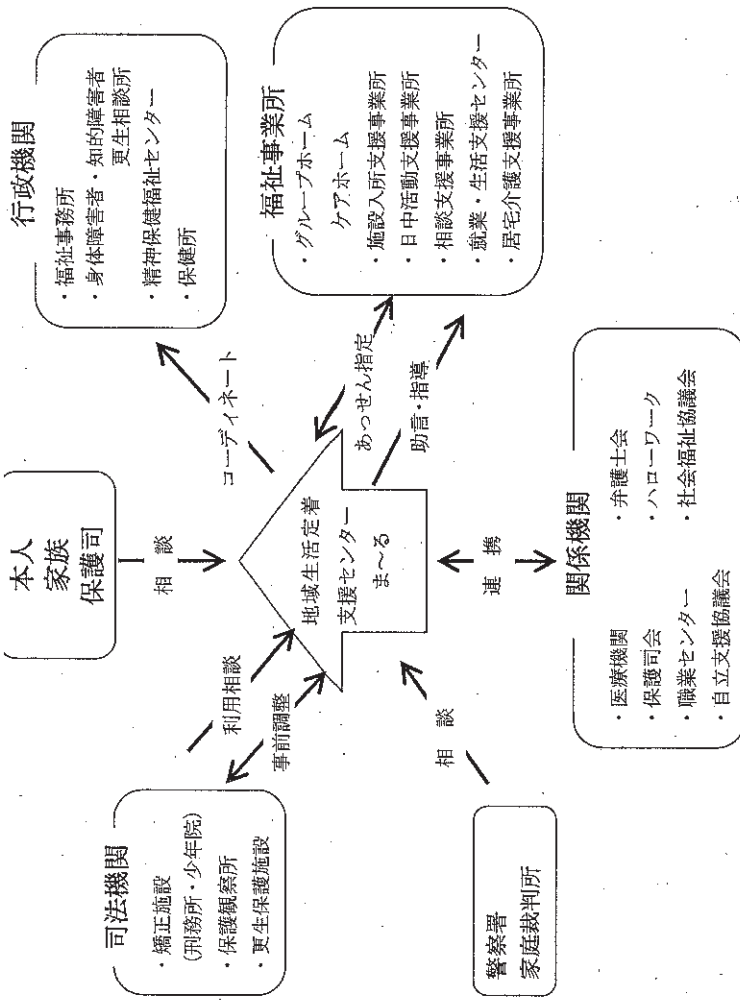 本人
家族
保護司
相 談
司法機関
・矯正施設
(刑務所・少年院)
・保護観察所
・更生保護施設
利用相談
事前調整
行政機関
・福祉事務所
・身体障害者・知的障害者
更生相談所
・精神保健福祉センター
・保健所
コーディネート
地域生活定着
支援センター
ま～る
福祉事業所
・グループホーム
ケアホーム
・施設入所支援事業所
・日中活動支援事業所
・相談支援事業所
・就業・生活支援センター
・居宅介護支援事業所
あっせん指定
助言・指導
警察署
家庭裁判所
相 談
連 携
関係機関
・医療機関
・保護司会
・職業センター
・自立支援協議会
・弁護士会
・ハローワーク
・社会福祉協議会